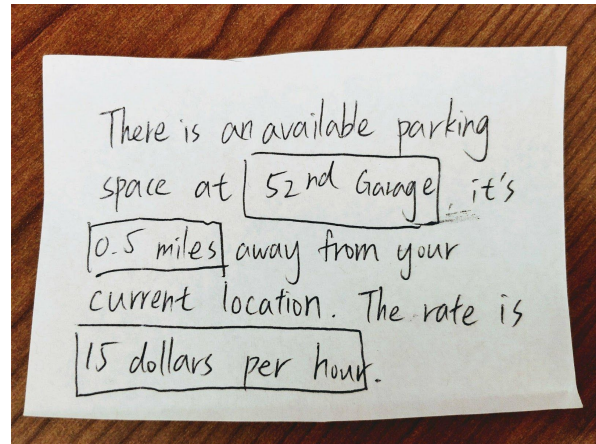 There is an available parking
space at 52nd Garage, it's
0.5 miles away from your
current location. The rate is
15 dollars per hour.